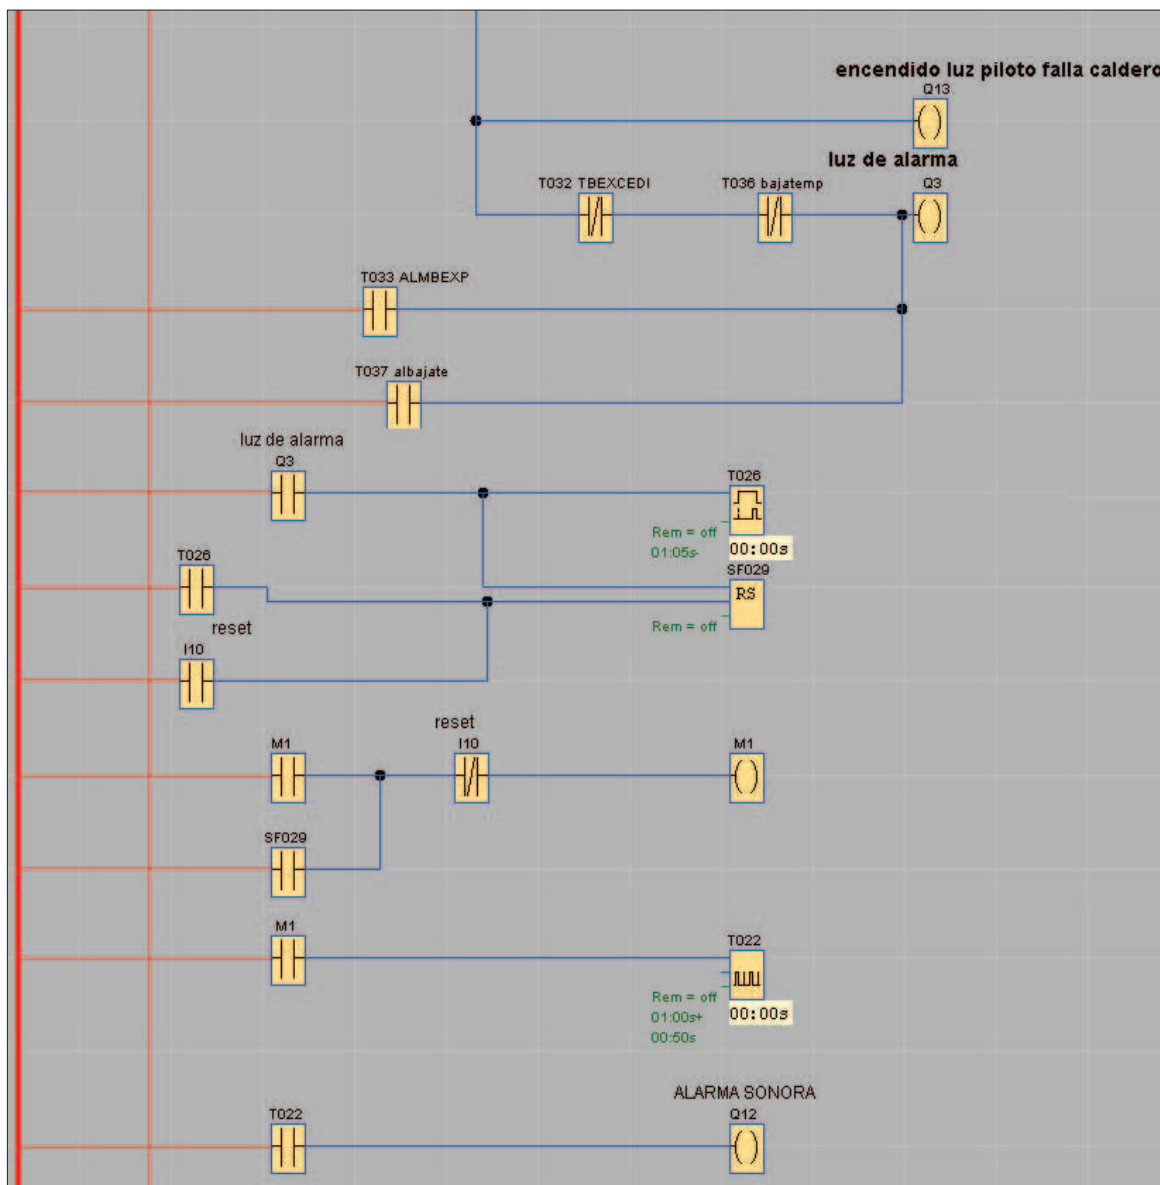 encendido luz piloto falla caldero
Q13
luz de alarma
T032 TBEXCEDI
T036 bajatemp
Q3
T033 ALMBEXP
T037 albajate
luz de alarma
Q3
T026
Rem = off
01:05s-
00:00s
T026
SF029
RS
Rem = off
reset
I10
reset
M1
I10
M1
SF029
M1
T022
Rem = off
01:00s+
00:50s
00:00s
ALARMA SONORA
T022
Q12